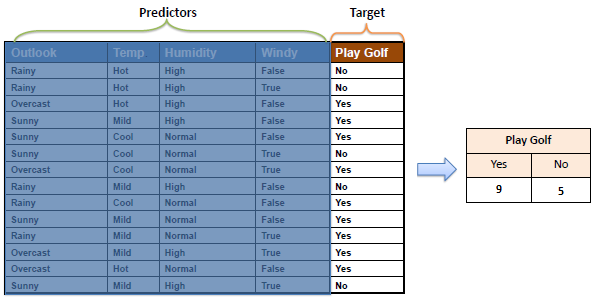 Predictors Target
Outlook Temp Humidity Windy Play Golf
Rainy Hot High False No
Rainy Hot High True No
Overcast Hot High False Yes
Sunny Mild High False Yes
Sunny Cool Normal False Yes
Sunny Cool Normal True No
Overcast Cool Normal True Yes
Rainy Mild High False No
Rainy Cool Normal False Yes
Sunny Mild Normal False Yes
Rainy Mild Normal True Yes
Overcast Mild High True Yes
Overcast Hot Normal False Yes
Sunny Mild High True No
Play Golf
Yes No
9 5